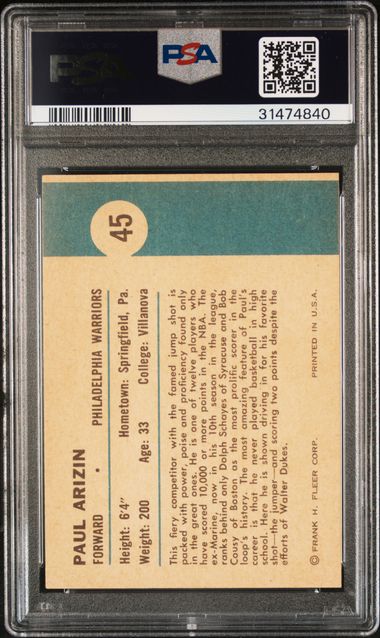 PSA
31474840
45
PAUL ARIZIN
FORWARD • PHILADELPHIA WARRIORS
Height: 6'4" Hometown: Springfield, Pa.
Weight: 200 Age: 33 College: Villanova
This fiery competitor with the famed jump shot is
packed with power, poise and proficiency found only
in the great ones. He is one of twelve players who
have scored 10,000 or more points in the NBA. The
ex-Marine, now in his 10th season in the league,
ranks behind only Dolph Schayes of Syracuse and Bob
Cousy of Boston as the most prolific scorer in the
loop's history. The most amazing feature of Paul's
career is that he never played basketball in high
school. Here he is shown driving in for his favorite
shot—the jumper—and scoring two points despite the
efforts of Walter Dukes.
© FRANK H. FLEER CORP. PRINTED IN U.S.A.